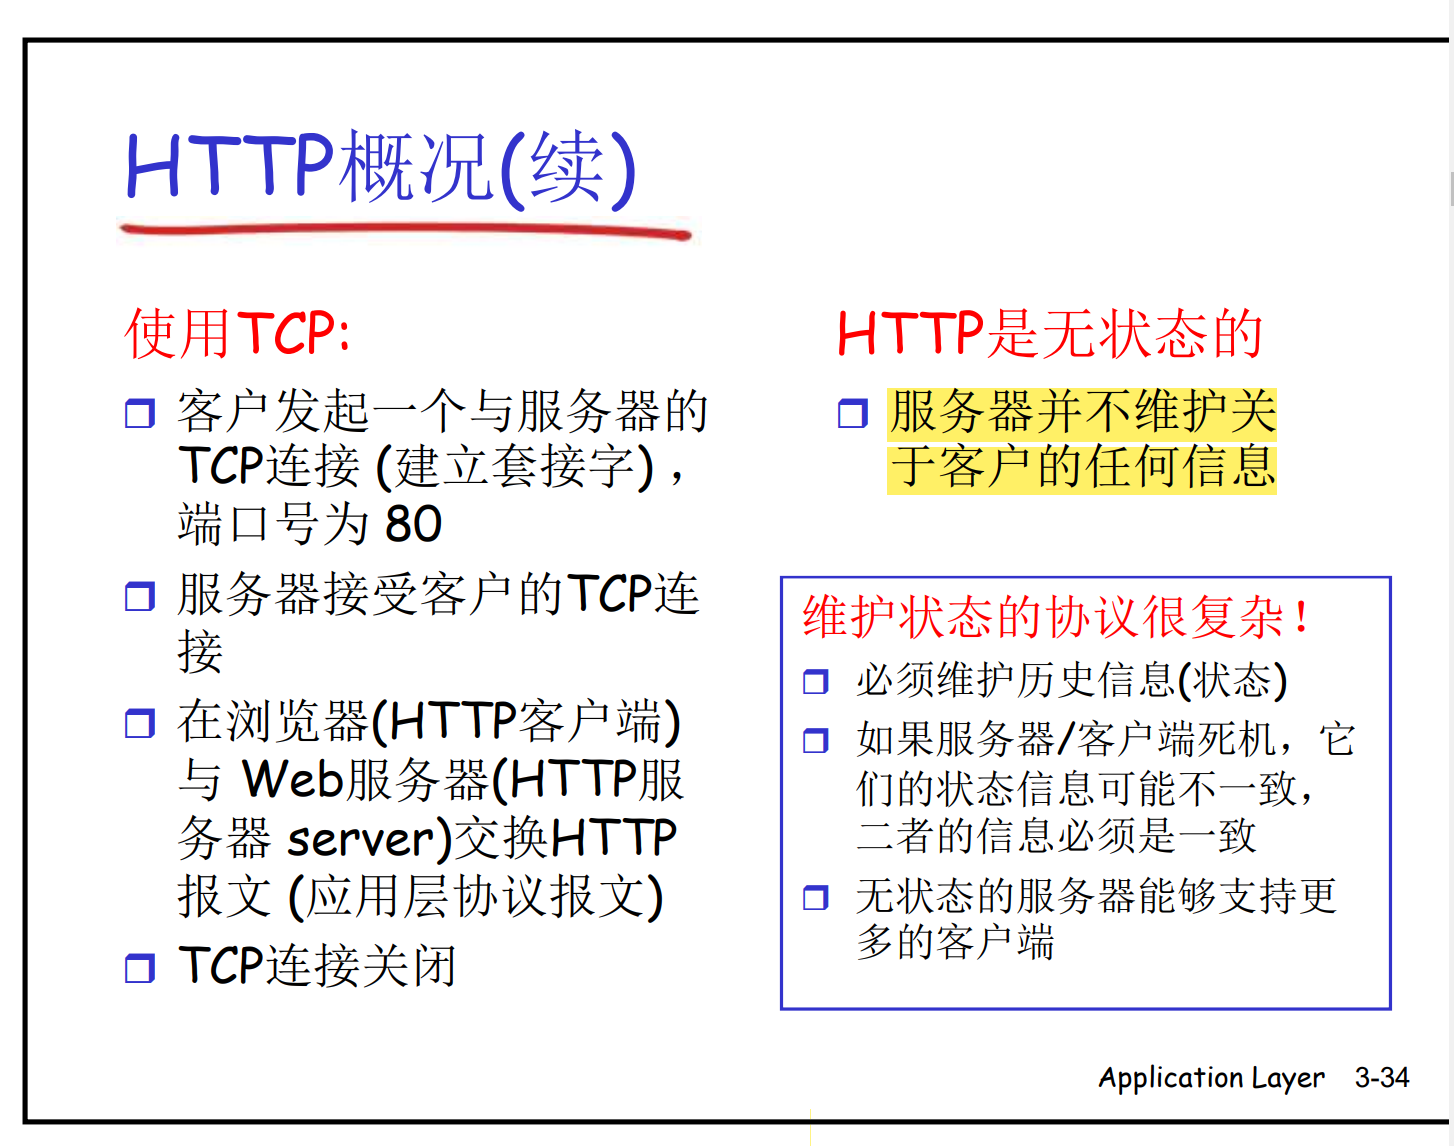 HTTP概况(续)
使用TCP:
客户发起一个与服务器的
TCP连接 (建立套接字) ，
端口号为 80
服务器接受客户的TCP连
接
在浏览器(HTTP客户端)
与 Web服务器(HTTP服
务器 server)交换HTTP
报文 (应用层协议报文)
TCP连接关闭
HTTP是无状态的
服务器并不维护关
于客户的任何信息
维护状态的协议很复杂！
必须维护历史信息(状态)
如果服务器/客户端死机，它
们的状态信息可能不一致，
二者的信息必须是一致
无状态的服务器能够支持更
多的客户端
Application Layer 3-34